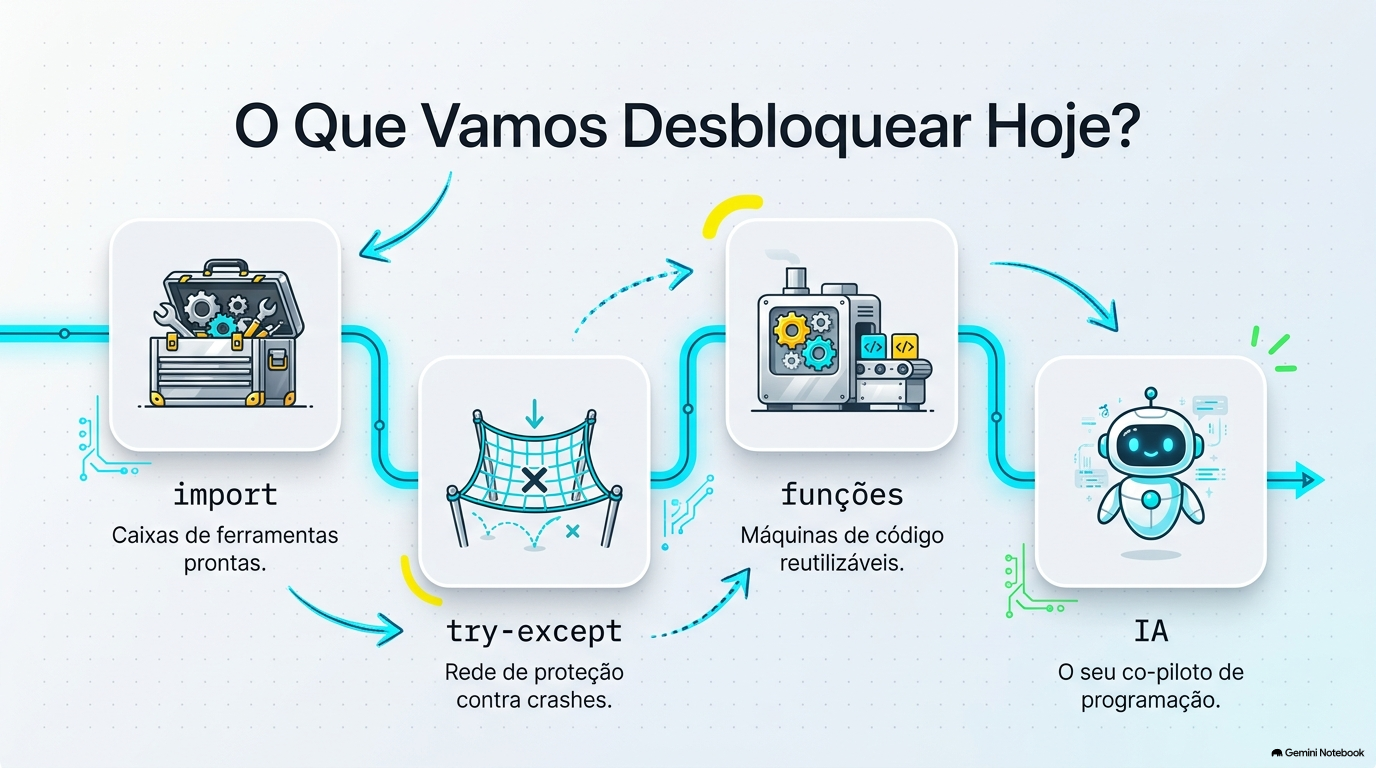 O Que Vamos Desbloquear Hoje?
import
Caixas de ferramentas
prontas.
try-except
Rede de proteção
contra crashes.
funções
Máquinas de código
reutilizáveis.
</>
</>
IA
O seu co-piloto de
programação.
Gemini Notebook